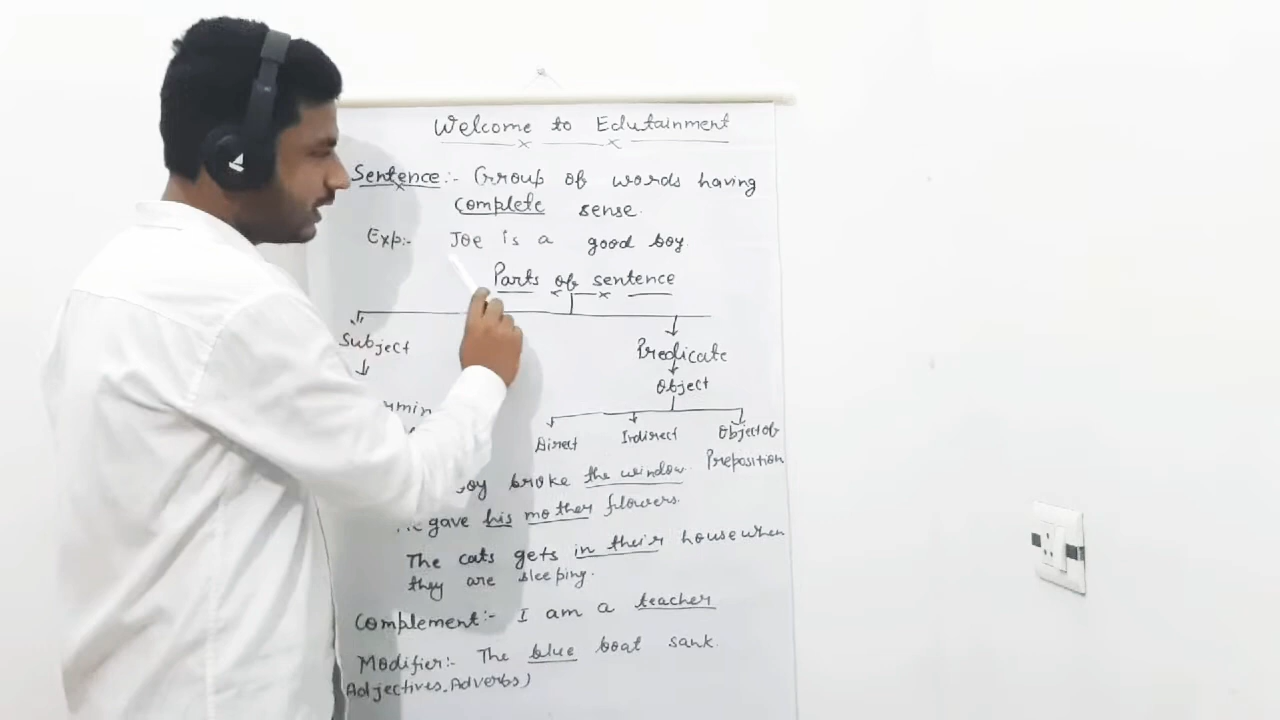 Welcome to Edutainment
Sentence:- Group of words having
complete sense.
Exp:- Joe is a good boy.
Parts of sentence
Subject
Predicate
Object
Direct Indirect Object of
Preposition
broke the window.
gave his mother flowers.
The cats gets in their house when
they are sleeping.
Complement:- I am a teacher
Modifier:- The blue boat sank.
Adjectives, Adverbs)